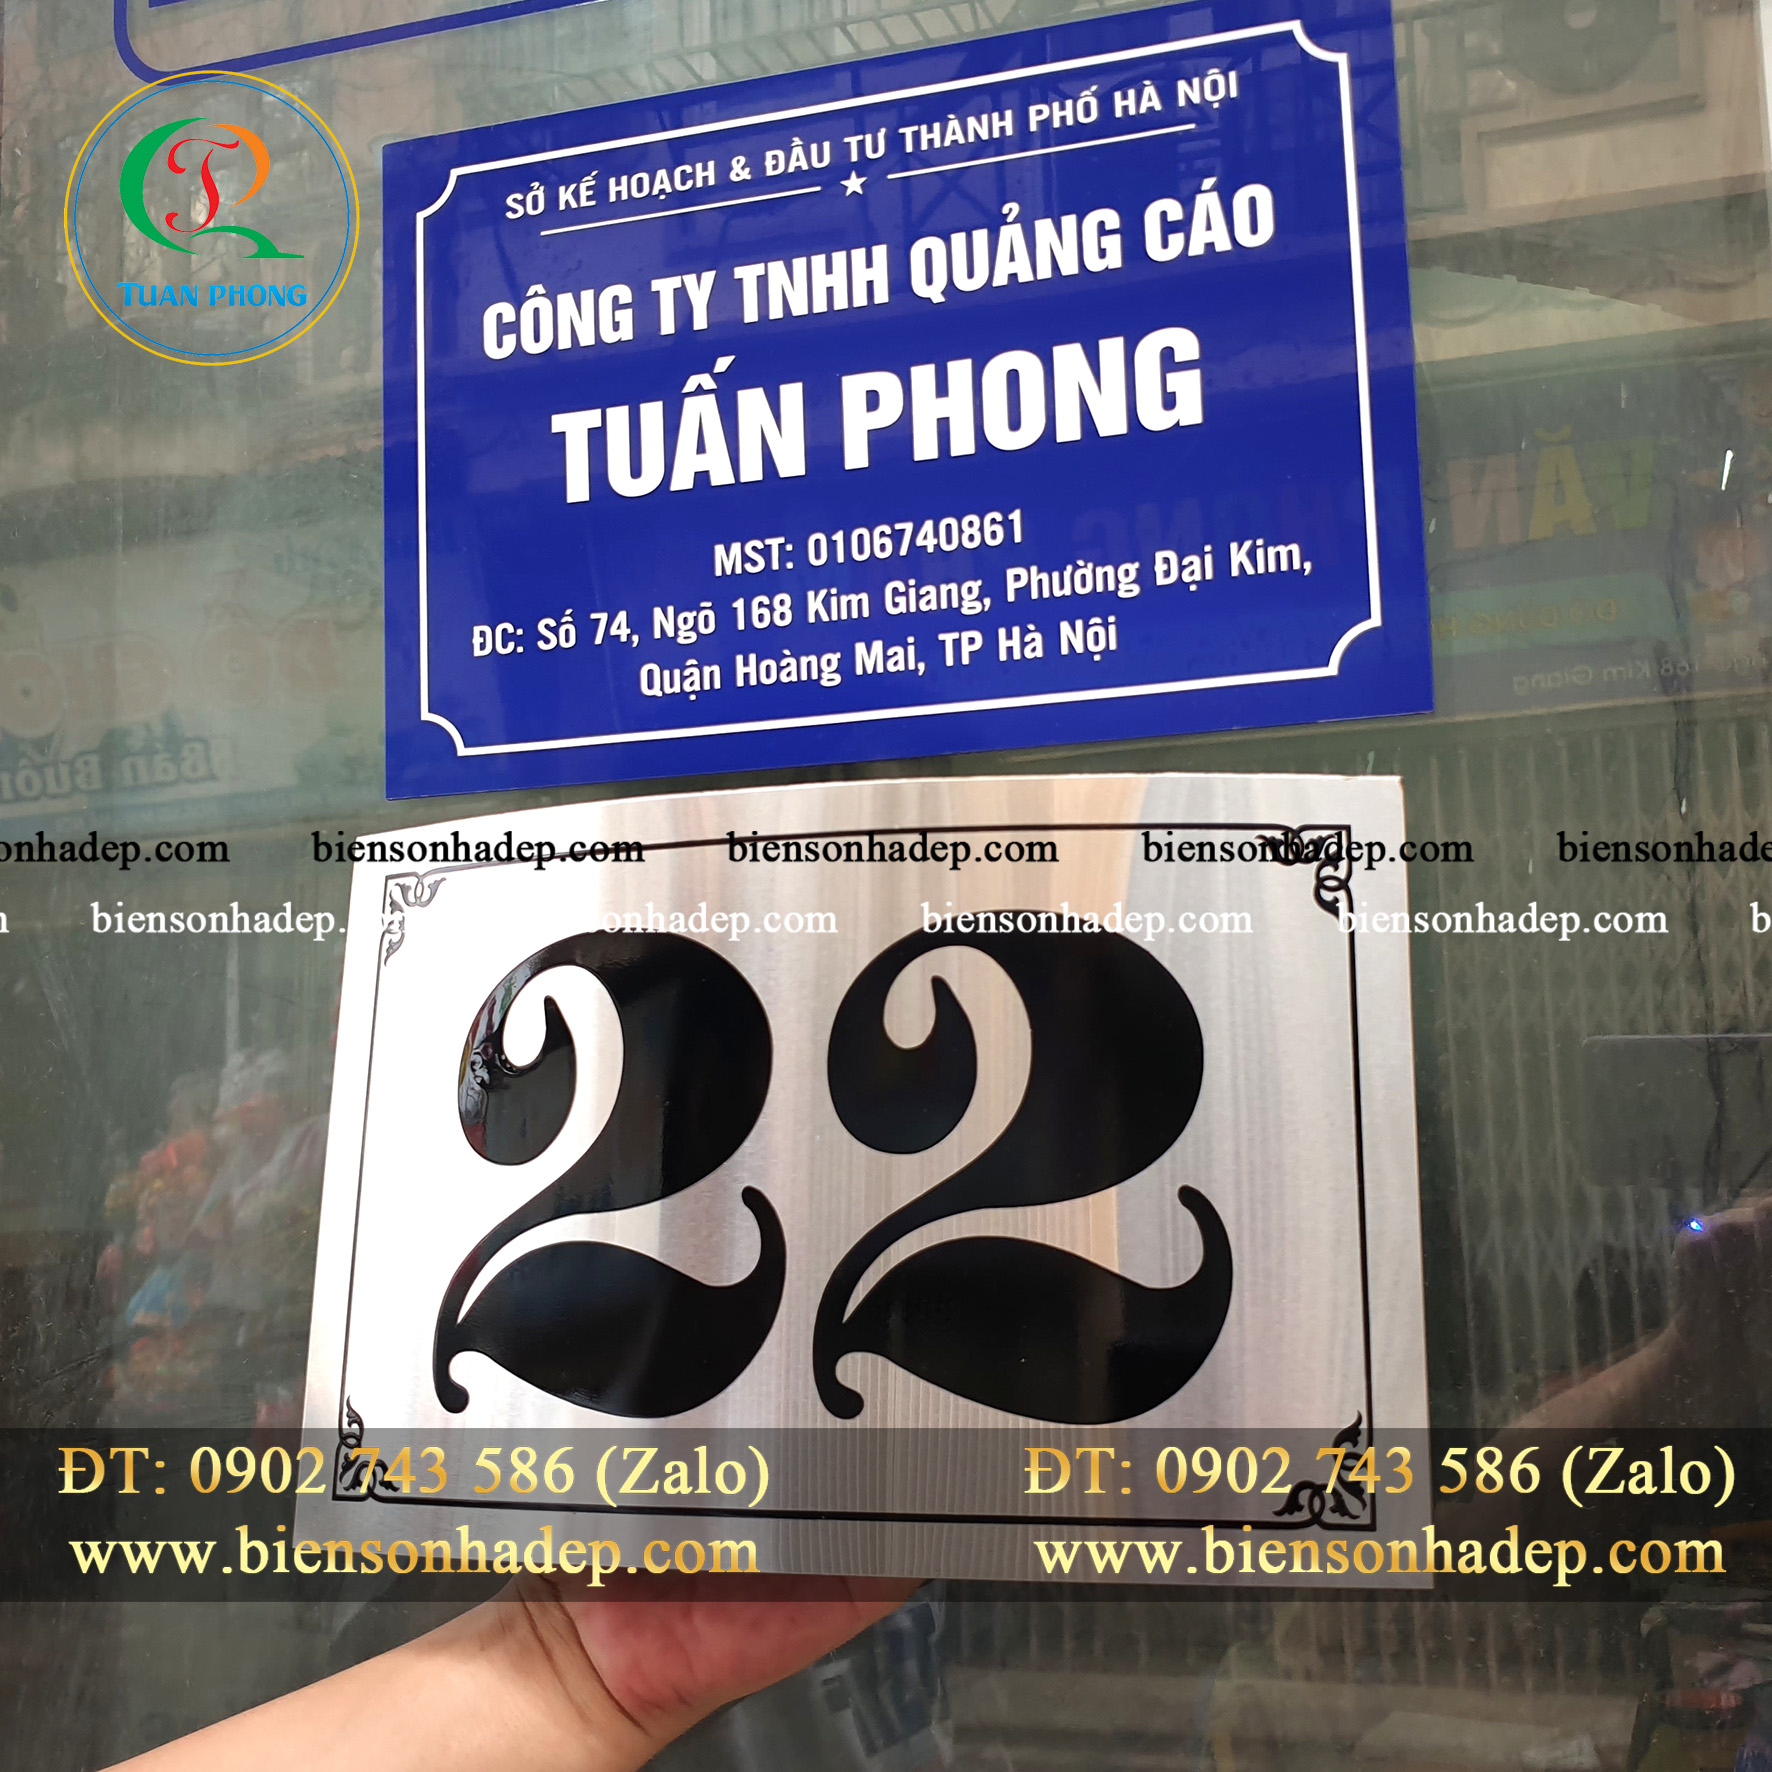 TUAN PHONG
SỞ KẾ HOẠCH & ĐẦU TƯ THÀNH PHỐ HÀ NỘI
CÔNG TY TNHH QUẢNG CÁO
TUẤN PHONG
MST: 0106740861
ĐC: Số 74, Ngõ 168 Kim Giang, Phường Đại Kim,
Quận Hoàng Mai, TP Hà Nội
biensonhadep.com biensonhadep.com biensonhadep.com
biensonhadep. biensonhadep.com biensonhadep.com
22
ĐT: 0902 743 586 (Zalo) ĐT: 0902 743 586 (Zalo)
www.biensonhadep.com www.biensonhadep.com